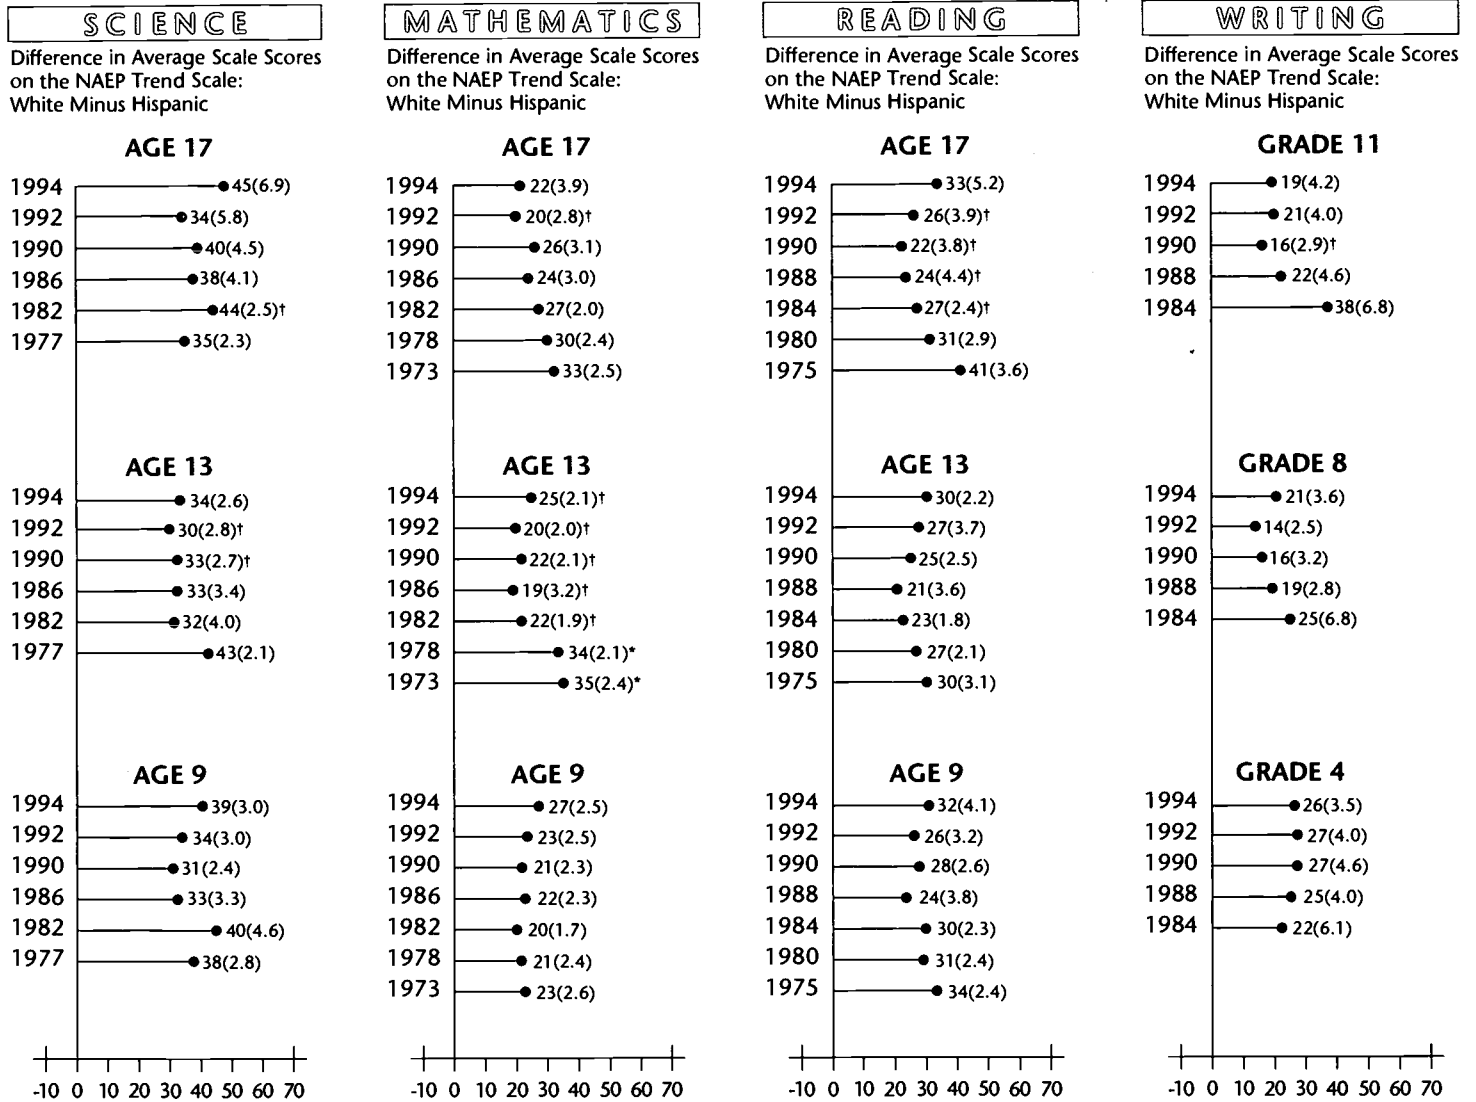 SCIENCE
Difference in Average Scale Scores
on the NAEP Trend Scale:
White Minus Hispanic
AGE 17
1994 45(6.9)
1992 34(5.8)
1990 40(4.5)
1986 38(4.1)
1982 44(2.5)†
1977 35(2.3)
AGE 13
1994 34(2.6)
1992 30(2.8)†
1990 33(2.7)†
1986 33(3.4)
1982 32(4.0)
1977 43(2.1)
AGE 9
1994 39(3.0)
1992 34(3.0)
1990 31(2.4)
1986 33(3.3)
1982 40(4.6)
1977 38(2.8)
-10 0 10 20 30 40 50 60 70
MATHEMATICS
Difference in Average Scale Scores
on the NAEP Trend Scale:
White Minus Hispanic
AGE 17
1994 22(3.9)
1992 20(2.8)†
1990 26(3.1)
1986 24(3.0)
1982 27(2.0)
1978 30(2.4)
1973 33(2.5)
AGE 13
1994 25(2.1)†
1992 20(2.0)†
1990 22(2.1)†
1986 19(3.2)†
1982 22(1.9)†
1978 34(2.1)*
1973 35(2.4)*
AGE 9
1994 27(2.5)
1992 23(2.5)
1990 21(2.3)
1986 22(2.3)
1982 20(1.7)
1978 21(2.4)
1973 23(2.6)
-10 0 10 20 30 40 50 60 70
READING
Difference in Average Scale Scores
on the NAEP Trend Scale:
White Minus Hispanic
AGE 17
1994 33(5.2)
1992 26(3.9)†
1990 22(3.8)†
1988 24(4.4)†
1984 27(2.4)†
1980 31(2.9)
1975 41(3.6)
AGE 13
1994 30(2.2)
1992 27(3.7)
1990 25(2.5)
1988 21(3.6)
1984 23(1.8)
1980 27(2.1)
1975 30(3.1)
AGE 9
1994 32(4.1)
1992 26(3.2)
1990 28(2.6)
1988 24(3.8)
1984 30(2.3)
1980 31(2.4)
1975 34(2.4)
-10 0 10 20 30 40 50 60 70
WRITING
Difference in Average Scale Scores
on the NAEP Trend Scale:
White Minus Hispanic
GRADE 11
1994 19(4.2)
1992 21(4.0)
1990 16(2.9)†
1988 22(4.6)
1984 38(6.8)
GRADE 8
1994 21(3.6)
1992 14(2.5)
1990 16(3.2)
1988 19(2.8)
1984 25(6.8)
GRADE 4
1994 26(3.5)
1992 27(4.0)
1990 27(4.6)
1988 25(4.0)
1984 22(6.1)
-10 0 10 20 30 40 50 60 70